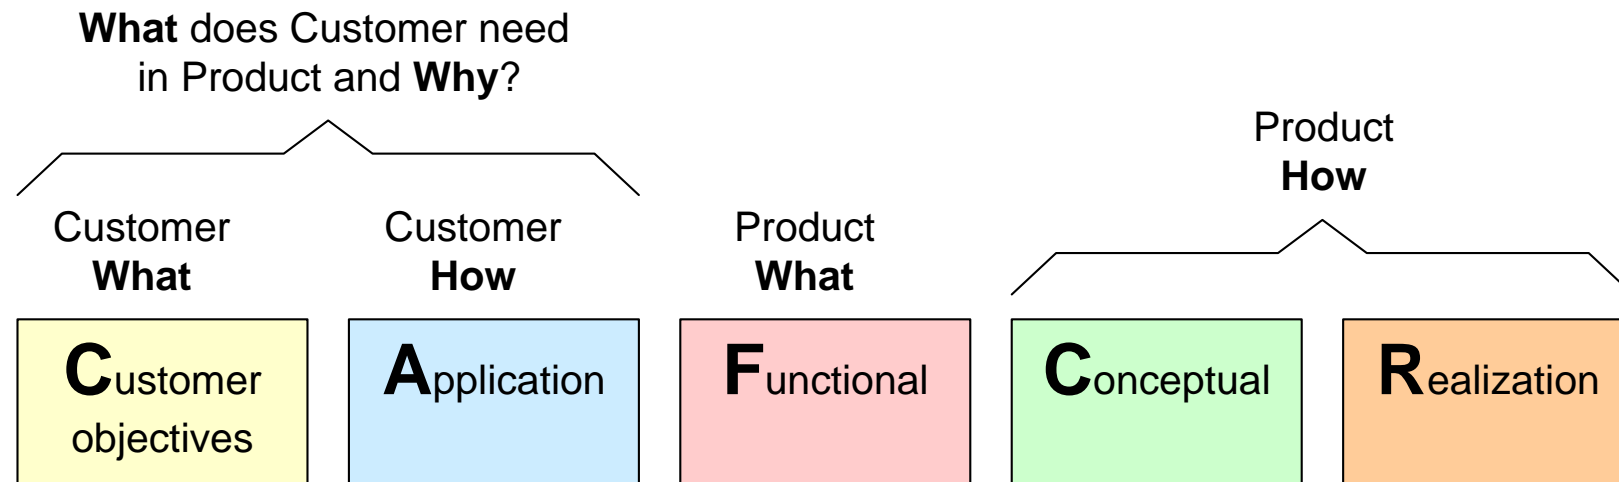 What does Customer need
in Product and Why?
Product
How
Customer
What
Customer
How
Product
What
Customer
objectives
Application
Functional
Conceptual
Realization